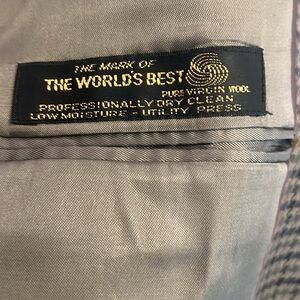 THE MARK OF
THE WORLD'S BEST
PURE VIRGIN WOOL
PROFESSIONALLY DRY CLEAN
LOW MOISTURE - UTILITY PRESS